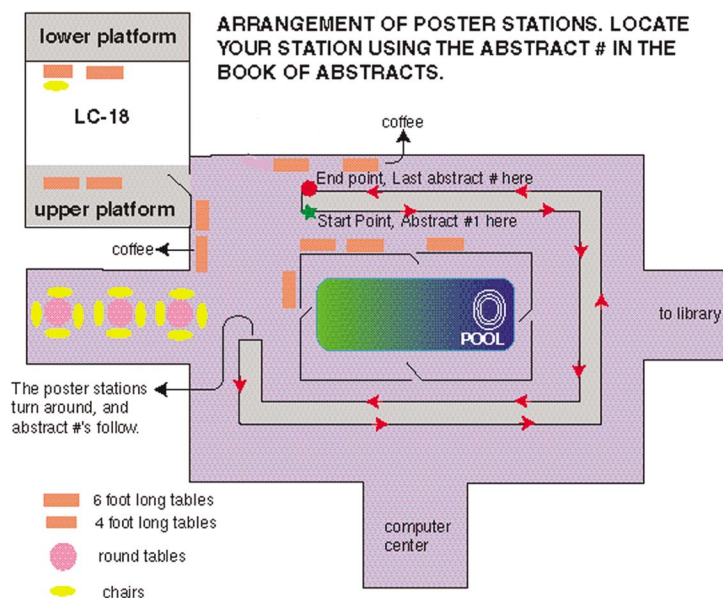 ARRANGEMENT OF POSTER STATIONS. LOCATE
YOUR STATION USING THE ABSTRACT # IN THE
BOOK OF ABSTRACTS.
lower platform
LC-18
upper platform
coffee
End point, Last abstract # here
Start Point, Abstract #1 here
coffee
POOL
to library
The poster stations
turn around, and
abstract #'s follow.
computer
center
6 foot long tables
4 foot long tables
round tables
chairs